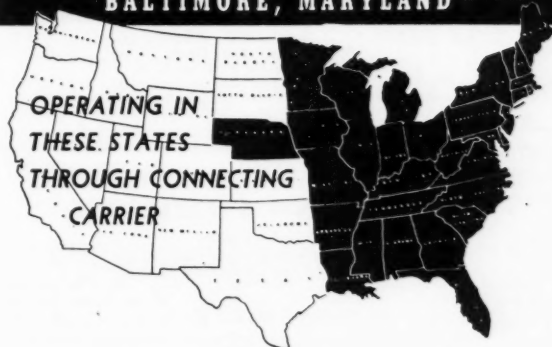 BALTIMORE, MARYLAND
OPERATING IN
THESE STATES
THROUGH CONNECTING
CARRIER